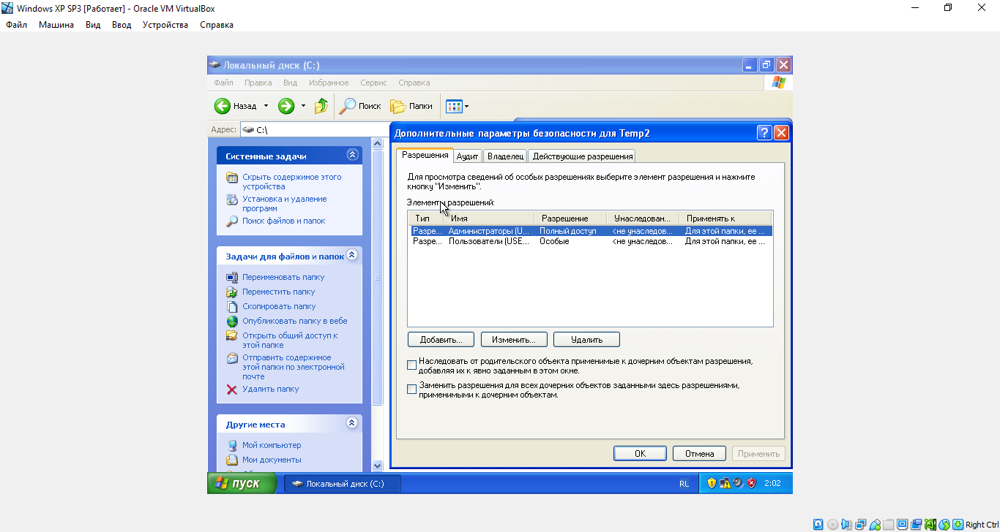 Windows XP SP3 [Работает] - Oracle VM VirtualBox
Файл Машина Вид Ввод Устройства Справка
Локальный диск (C:)
Файл Правка Вид Избранное Сервис Справка
Назад Поиск Папки
Адрес: C:\
Системные задачи
Скрыть содержимое этого
устройства
Установка и удаление
программ
Поиск файлов и папок
Задачи для файлов и папок
Переименовать папку
Переместить папку
Скопировать папку
Опубликовать папку в вебе
Открыть общий доступ к
этой папке
Отправить содержимое
этой папки по электронной
почте
Удалить папку
Другие места
Мой компьютер
Мои документы
Дополнительные параметры безопасности для Temp2
Разрешения Аудит Владелец Действующие разрешения
Для просмотра сведений об особых разрешениях выберите элемент разрешения и нажмите
кнопку "Изменить".
Элементы разрешений:
Тип Имя Разрешение Унаследован... Применять к
Разре... Администраторы (U... Полный доступ <не унаследов... Для этой папки, ее ...
Разре... Пользователи (USE... Особые <не унаследов... Для этой папки, ее ...
Добавить... Изменить... Удалить
Наследовать от родительского объекта применимые к дочерним объектам разрешения,
добавляя их к явно заданным в этом окне.
Заменить разрешения для всех дочерних объектов заданными здесь разрешениями,
применимыми к дочерним объектам.
OK Отмена Применить
пуск Локальный диск (C:) RL 2:02
Right Ctrl